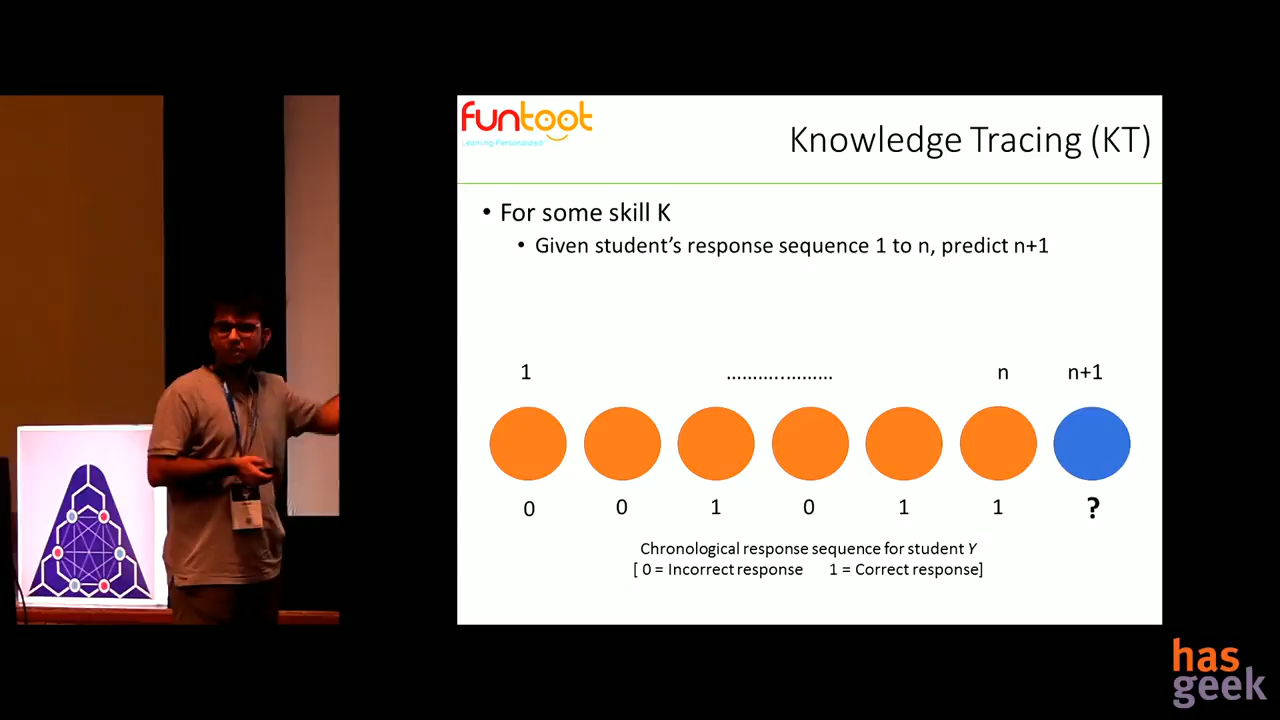 funtoot
Learning Personalized
Knowledge Tracing (KT)
• For some skill K
• Given student's response sequence 1 to n, predict n+1
1 ................... n n+1
0 0 1 0 1 1 ?
Chronological response sequence for student Y
[ 0 = Incorrect response 1 = Correct response]
has
geek